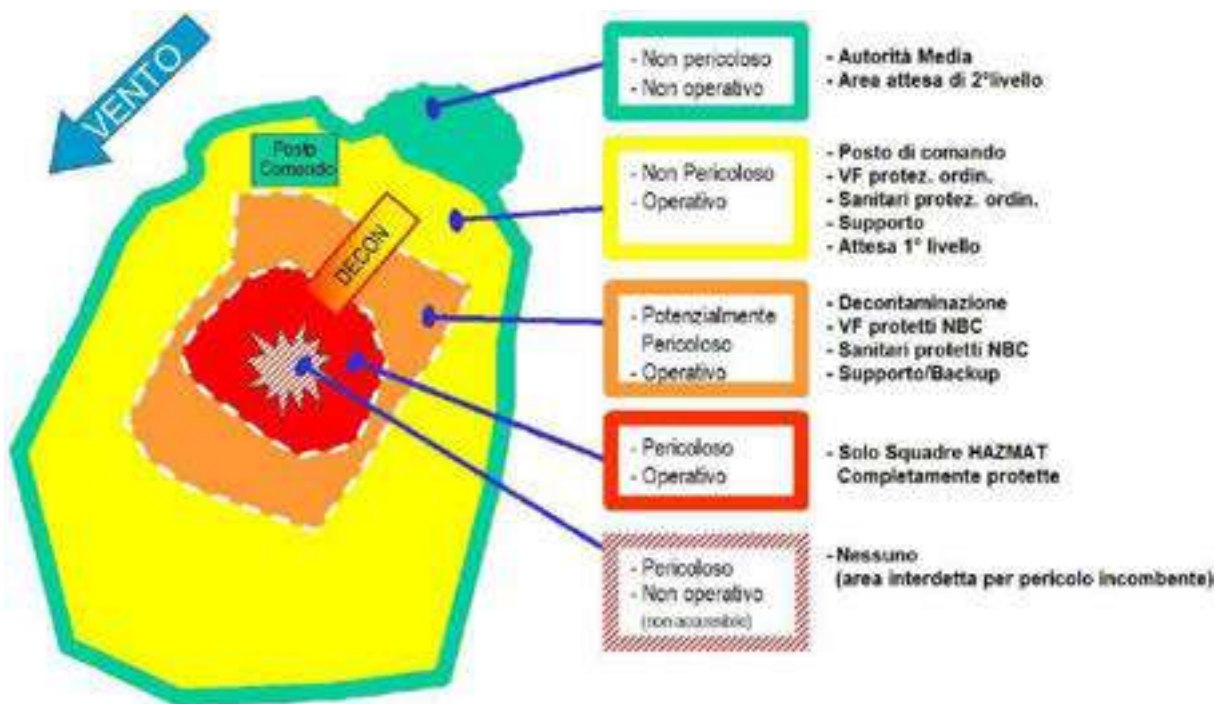 VENTO
Posto
Comando
DECON
- Non pericoloso
- Non operativo
- Autorità Media
- Area attesa di 2°livello
- Non Pericoloso
- Operativo
- Posto di comando
- VF protez. ordin.
- Sanitari protez. ordin.
- Supporto
- Attesa 1° livello
- Potenzialmente
Pericoloso
- Operativo
- Decontaminazione
- VF protetti NBC
- Sanitari protetti NBC
- Supporto/Backup
- Pericoloso
- Operativo
- Solo Squadre HAZMAT
Completamente protette
- Pericoloso
- Non operativo
(non accessibile)
- Nessuno
(area interdetta per pericolo incombente)